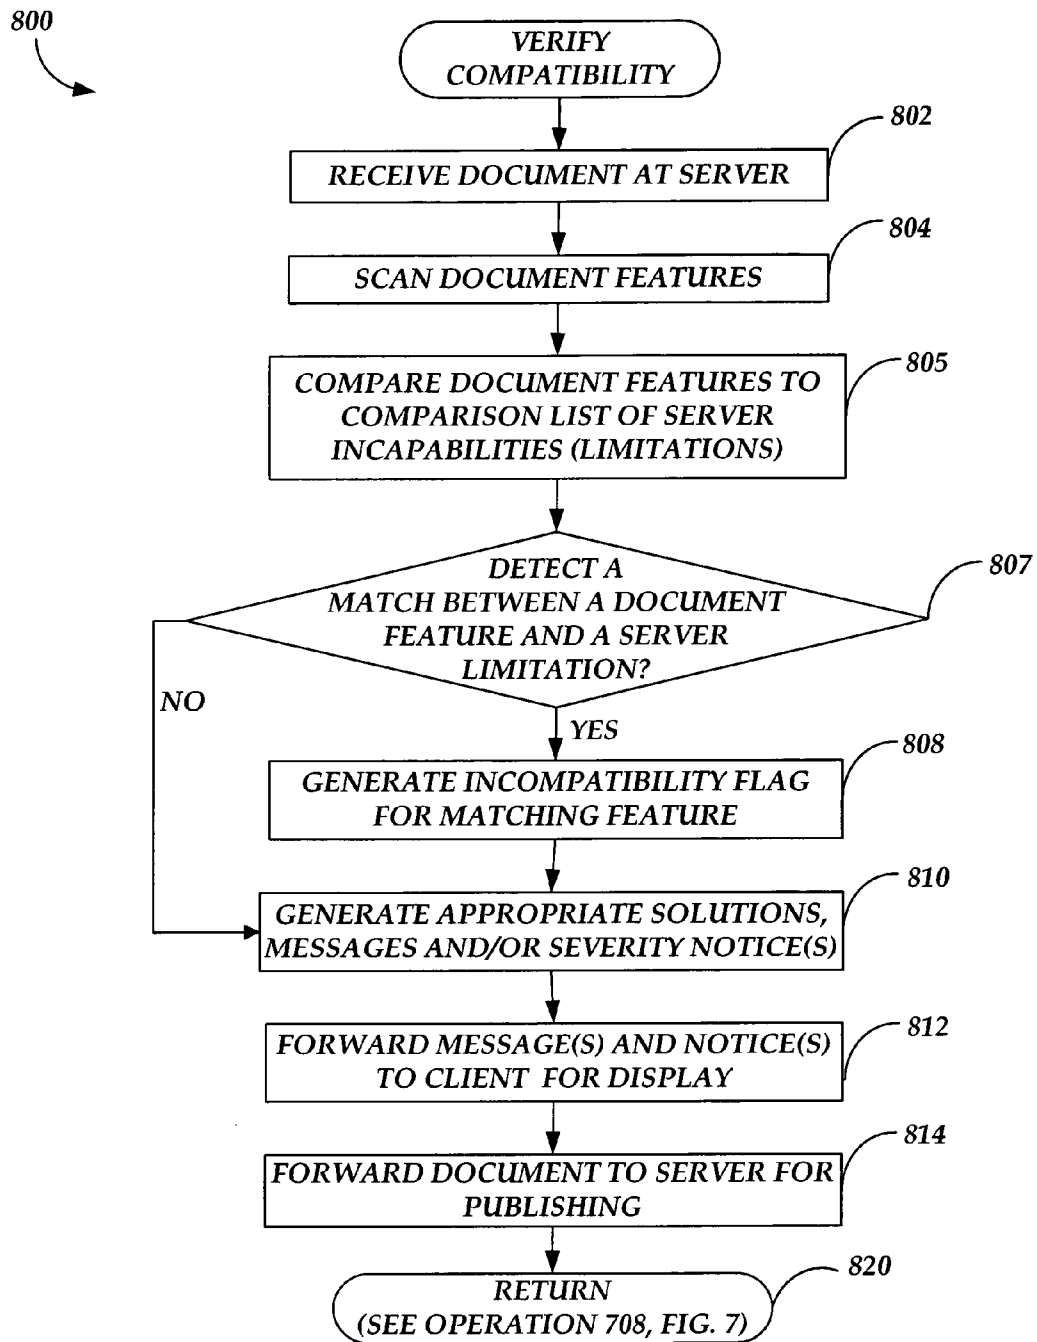 800
VERIFY
COMPATIBILITY
802
RECEIVE DOCUMENT AT SERVER
804
SCAN DOCUMENT FEATURES
805
COMPARE DOCUMENT FEATURES TO
COMPARISON LIST OF SERVER
INCAPABILITIES (LIMITATIONS)
807
DETECT A
MATCH BETWEEN A DOCUMENT
FEATURE AND A SERVER
LIMITATION?
NO
YES
808
GENERATE INCOMPATIBILITY FLAG
FOR MATCHING FEATURE
810
GENERATE APPROPRIATE SOLUTIONS,
MESSAGES AND/OR SEVERITY NOTICE(S)
812
FORWARD MESSAGE(S) AND NOTICE(S)
TO CLIENT FOR DISPLAY
814
FORWARD DOCUMENT TO SERVER FOR
PUBLISHING
820
RETURN
(SEE OPERATION 708, FIG. 7)